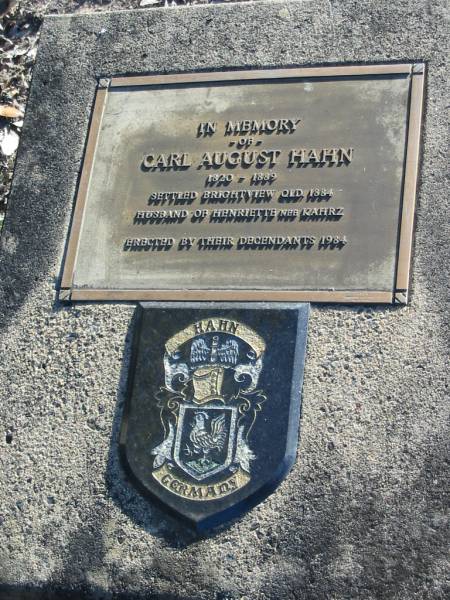 IN MEMORY
- OF -
CARL AUGUST HAHN
1820 - 1889
SETTLED BRIGHTVIEW QLD 1884
HUSBAND OF HENRIETTE NEE KAHRZ
ERECTED BY THEIR DECENDANTS 1984
HAHN
GERMANY